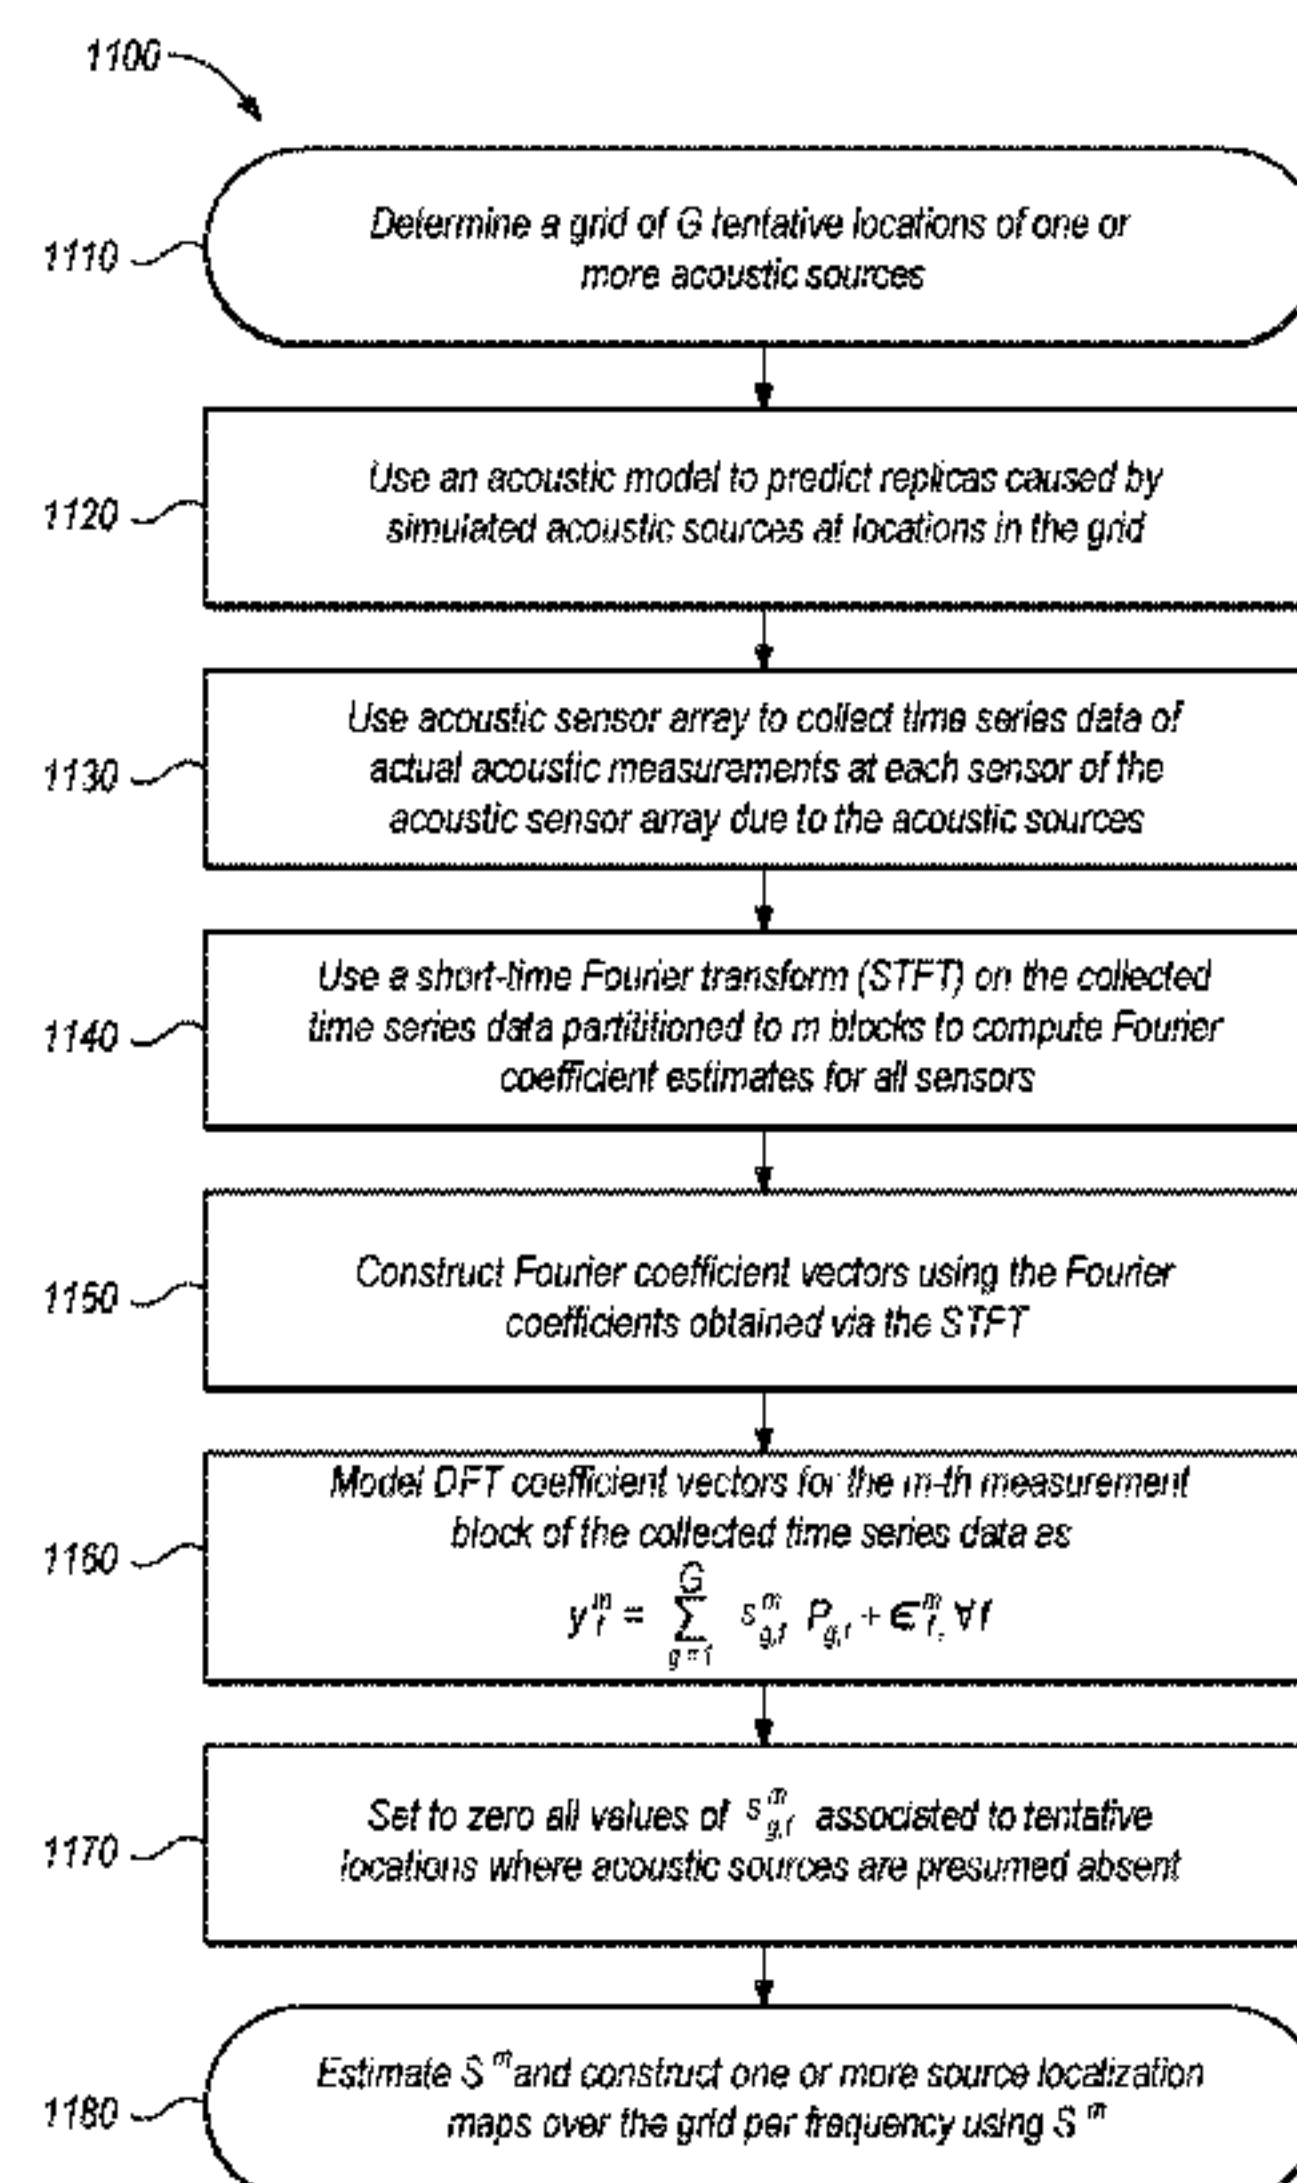 1100
1110
Determine a grid of G tentative locations of one or
more acoustic sources
1120
Use an acoustic model to predict replicas caused by
simulated acoustic sources at locations in the grid
1130
Use acoustic sensor array to collect time series data of
actual acoustic measurements at each sensor of the
acoustic sensor array due to the acoustic sources
1140
Use a short-time Fourier transform (STFT) on the collected
time series data partititioned to m blocks to compute Fourier
coefficient estimates for all sensors
1150
Construct Fourier coefficient vectors using the Fourier
coefficients obtained via the STFT
1160
Model DFT coefficient vectors for the m-th measurement
block of the collected time series data as
y_f^m = ∑_{g=1}^G s_{g,f}^m P_{g,f} + ϵ_f^m, ∀f
1170
Set to zero all values of s_{g,f}^m associated to tentative
locations where acoustic sources are presumed absent
1180
Estimate S^m and construct one or more source localization
maps over the grid per frequency using S^m